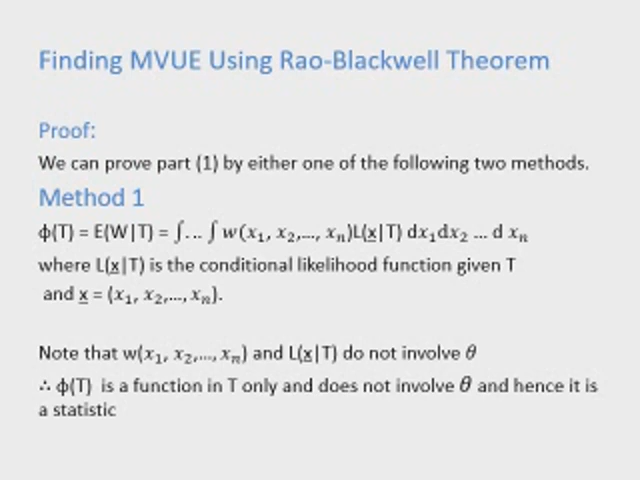 Finding MVUE Using Rao-Blackwell Theorem
Proof:
We can prove part (1) by either one of the following two methods.
Method 1
ϕ(T) = E(W|T) = ∫... ∫ w(x₁, x₂,..., xₙ)L(x̲|T) dx₁dx₂ ... d xₙ
where L(x̲|T) is the conditional likelihood function given T
and x̲ = (x₁, x₂,..., xₙ).
Note that w(x₁, x₂,..., xₙ) and L(x̲|T) do not involve θ
∴ ϕ(T) is a function in T only and does not involve θ and hence it is
a statistic